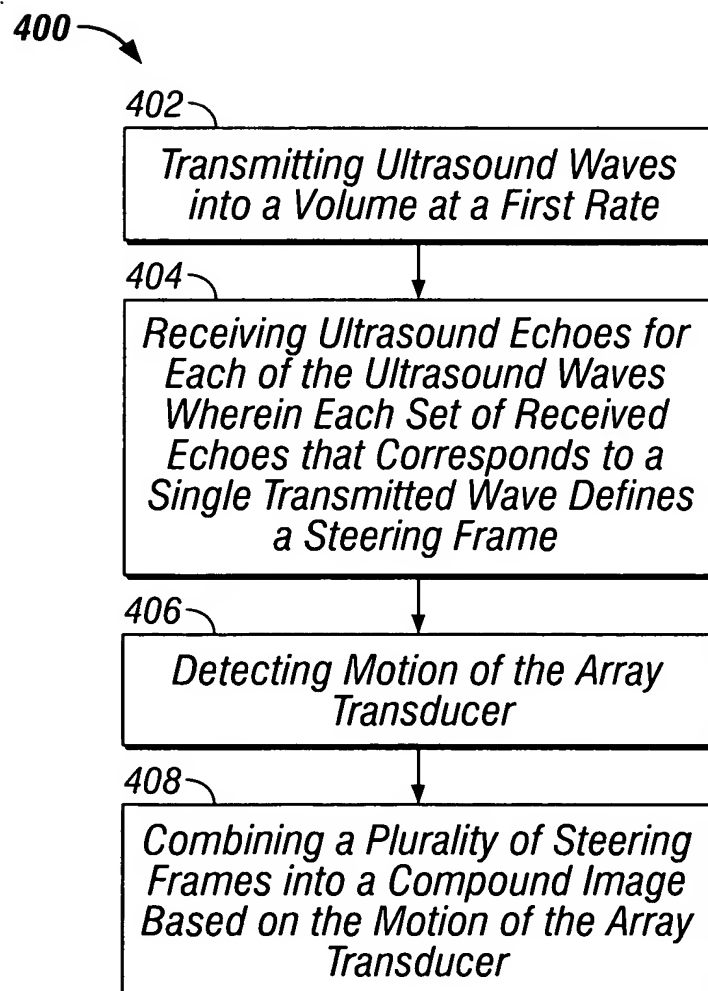 400
402
Transmitting Ultrasound Waves
into a Volume at a First Rate
404
Receiving Ultrasound Echoes for
Each of the Ultrasound Waves
Wherein Each Set of Received
Echoes that Corresponds to a
Single Transmitted Wave Defines
a Steering Frame
406
Detecting Motion of the Array
Transducer
408
Combining a Plurality of Steering
Frames into a Compound Image
Based on the Motion of the Array
Transducer